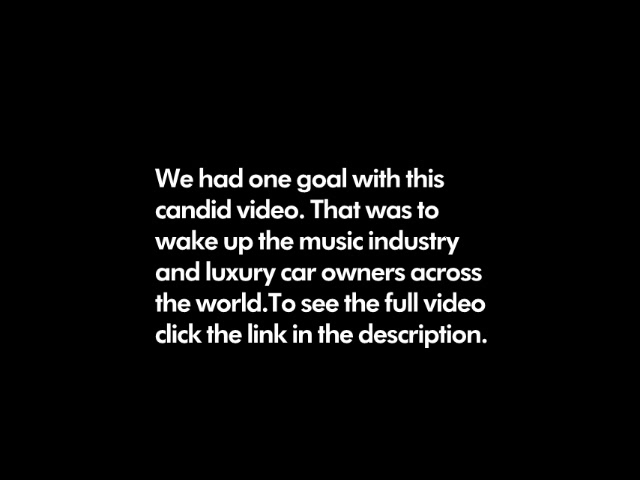 We had one goal with this
candid video. That was to
wake up the music industry
and luxury car owners across
the world.To see the full video
click the link in the description.